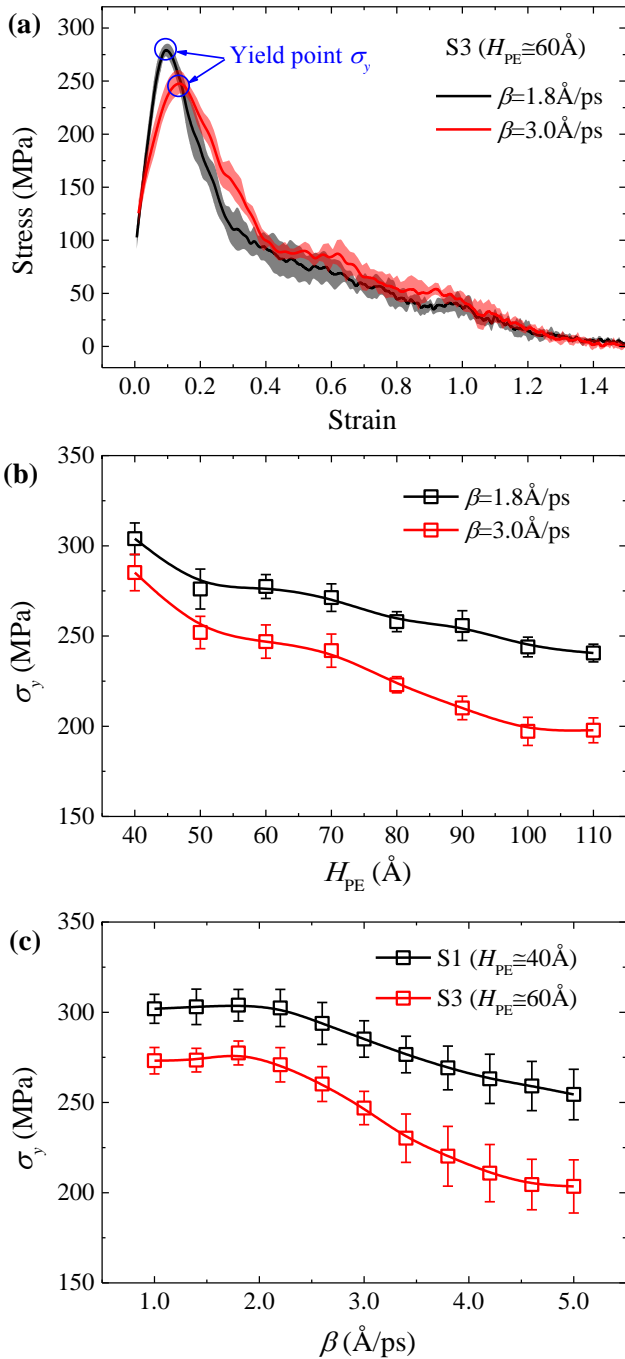 (a)
300
250
200
150
100
50
0
Stress (MPa)
Yield point σy
S3 (HPE≅60Å)
β=1.8Å/ps
β=3.0Å/ps
0.0 0.2 0.4 0.6 0.8 1.0 1.2 1.4
Strain
(b)
350
300
250
200
150
σy (MPa)
β=1.8Å/ps
β=3.0Å/ps
40 50 60 70 80 90 100 110
HPE (Å)
(c)
350
300
250
200
150
σy (MPa)
S1 (HPE≅40Å)
S3 (HPE≅60Å)
1.0 2.0 3.0 4.0 5.0
β (Å/ps)